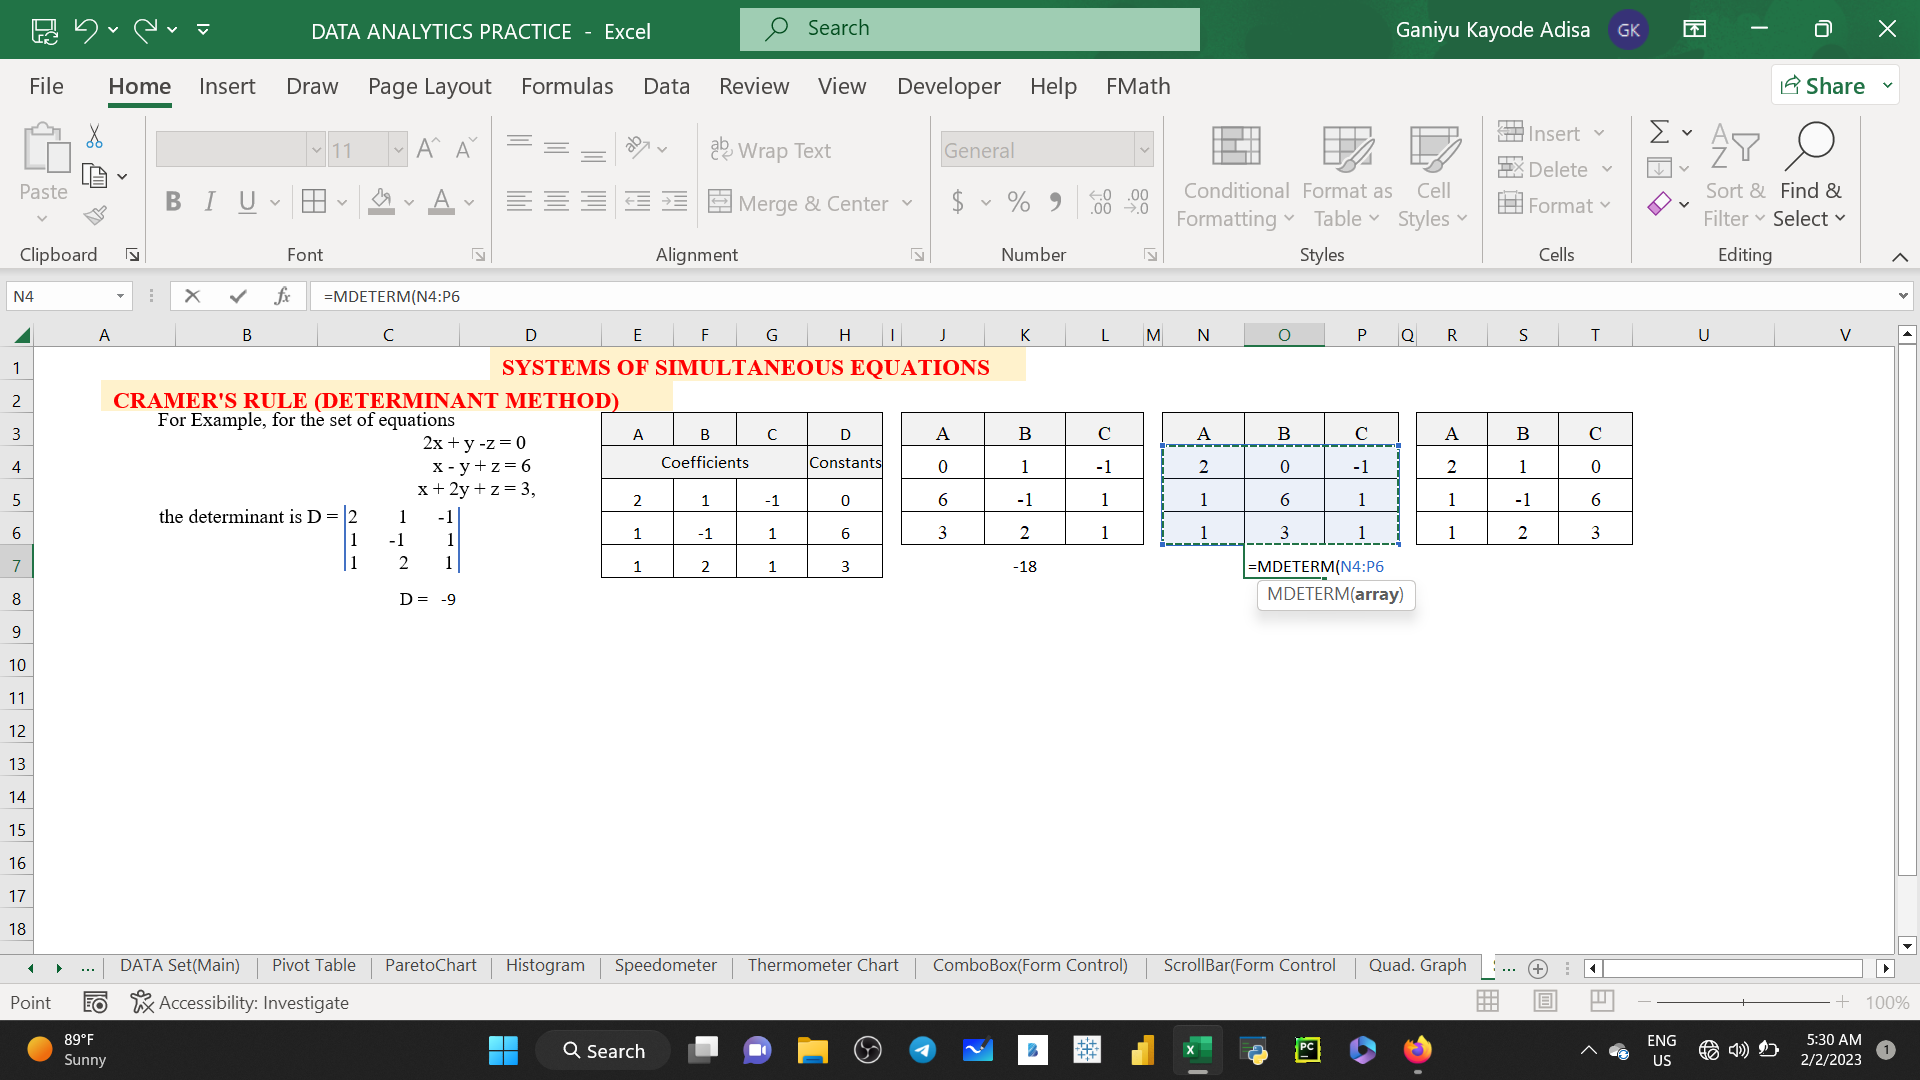 DATA ANALYTICS PRACTICE - Excel
Search
Ganiyu Kayode Adisa
GK
File Home Insert Draw Page Layout Formulas Data Review View Developer Help FMath
Share
Paste
Clipboard
11
B I U
Font
Wrap Text
Merge & Center
Alignment
General
$ %
Number
Conditional Formatting
Format as Table
Cell Styles
Styles
Insert
Delete
Format
Cells
Sort & Filter
Find & Select
Editing
N4
fx
=MDETERM(N4:P6
A B C D E F G H I J K L M N O P Q R S T U V
1 SYSTEMS OF SIMULTANEOUS EQUATIONS
2 CRAMER'S RULE (DETERMINANT METHOD)
For Example, for the set of equations
3 A B C D A B C A B C A B C
2x + y -z = 0
4 x - y + z = 6 Coefficients Constants 0 1 -1 2 0 -1 2 1 0
x + 2y + z = 3,
5 2 1 -1 0 6 -1 1 1 6 1 1 -1 6
the determinant is D = 2 1 -1
6 1 -1 1 6 3 2 1 1 3 1 1 2 3
1 -1 1
1 2 1
7 1 2 1 3 -18 =MDETERM(N4:P6
MDETERM(array)
8 D = -9
9
10
11
12
13
14
15
16
17
18
... DATA Set(Main) Pivot Table ParetoChart Histogram Speedometer Thermometer Chart ComboBox(Form Control) ScrollBar(Form Control Quad. Graph ...
Point Accessibility: Investigate 100%
89°F
Sunny
Search
ENG
US
5:30 AM
2/2/2023
1